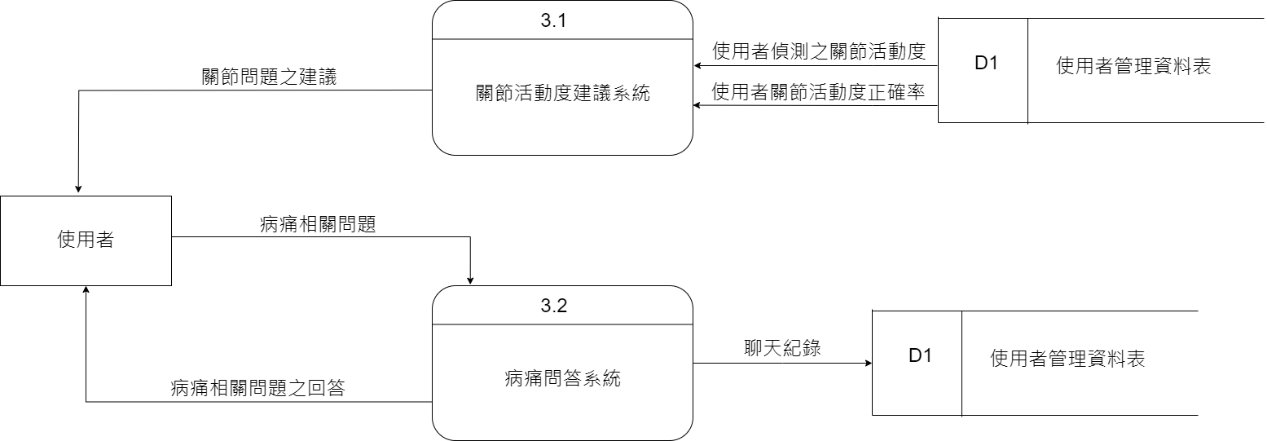 3.1
關節活動度建議系統
使用者偵測之關節活動度
使用者關節活動度正確率
D1
使用者管理資料表
關節問題之建議
使用者
病痛相關問題
3.2
病痛問答系統
聊天紀錄
D1
使用者管理資料表
病痛相關問題之回答